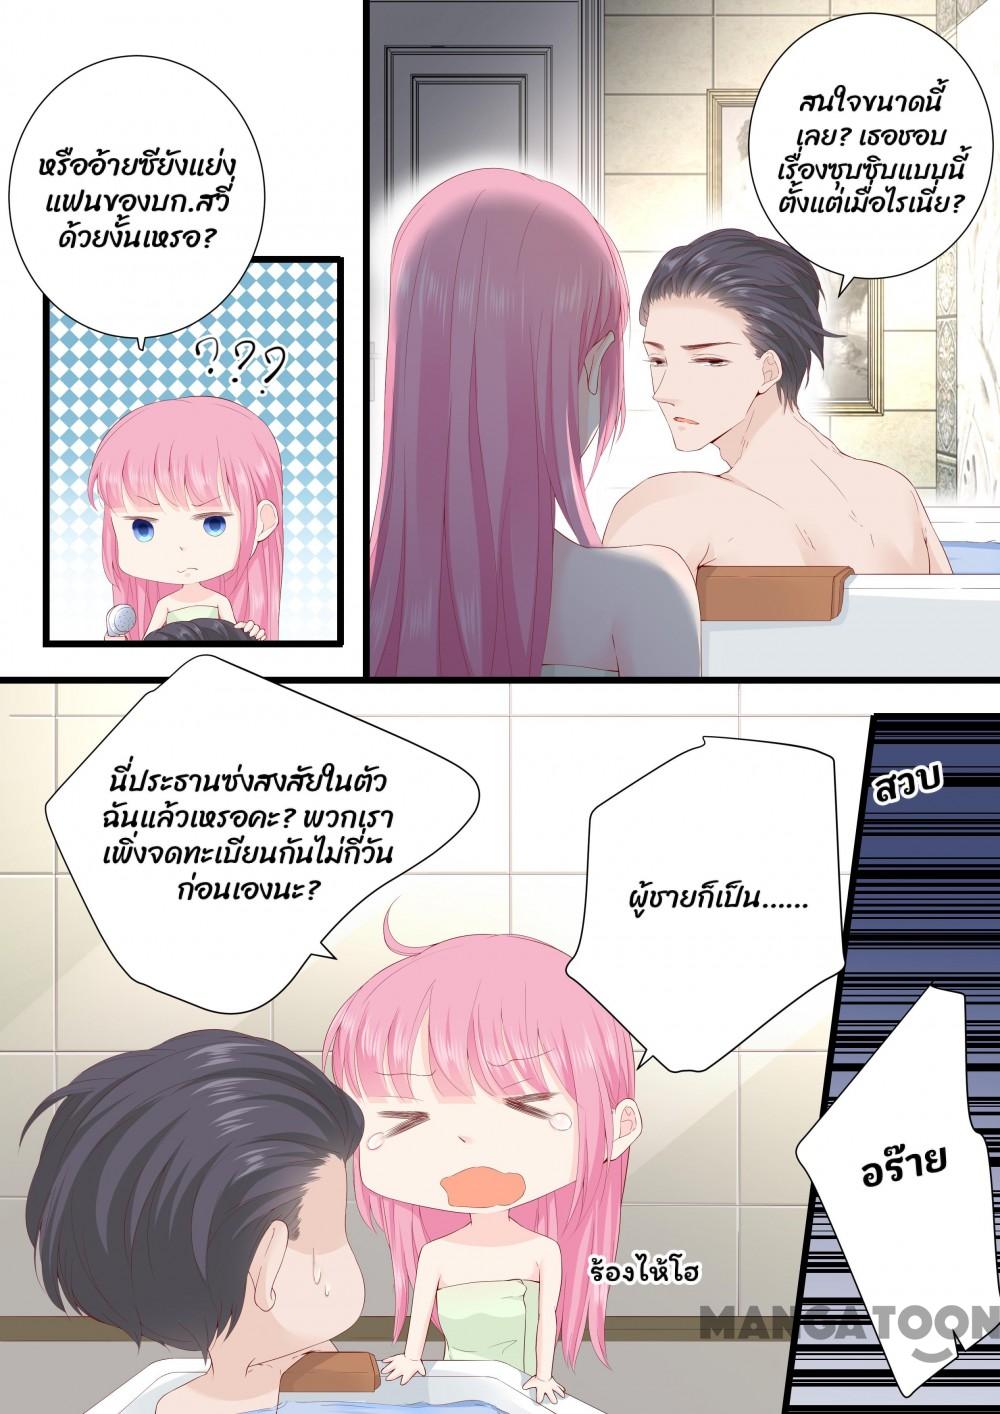 หรืออ้ายซียังแย่ง
แฟนของบก.สวี่
ด้วยงั้นเหรอ?
???
สนใจขนาดนี้
เลย? เธอชอบ
เรื่องซุบซิบแบบนี้
ตั้งแต่เมื่อไรเนี่ย?
นี่ประธานซ่งสงสัยในตัว
ฉันแล้วเหรอคะ? พวกเรา
เพิ่งจดทะเบียนกันไม่กี่วัน
ก่อนเองนะ?
ผู้ชายก็เป็น......
สวบ
อร๊าย
ร้องไห้โฮ
MANGATOON